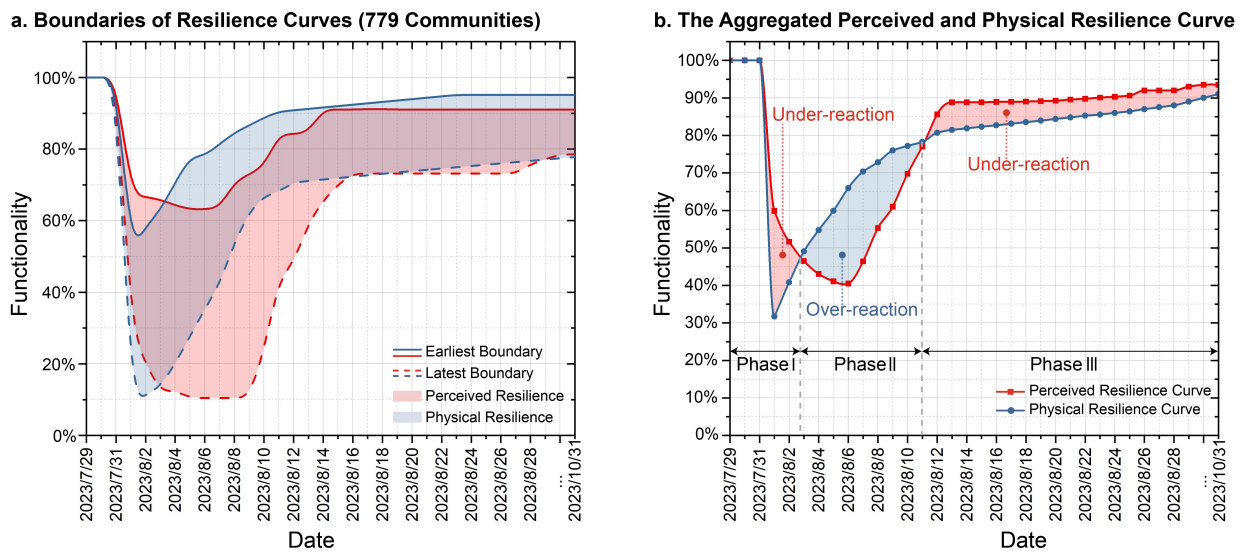 a. Boundaries of Resilience Curves (779 Communities)
Functionality
100%
80%
60%
40%
20%
0%
Earliest Boundary
Latest Boundary
Perceived Resilience
Physical Resilience
2023/7/29
2023/7/31
2023/8/2
2023/8/4
2023/8/6
2023/8/8
2023/8/10
2023/8/12
2023/8/14
2023/8/16
2023/8/18
2023/8/20
2023/8/22
2023/8/24
2023/8/26
2023/8/28
...
2023/10/31
Date
b. The Aggregated Perceived and Physical Resilience Curve
Functionality
100%
90%
80%
70%
60%
50%
40%
30%
20%
10%
0%
Under-reaction
Under-reaction
Over-reaction
Phase I
Phase II
Phase III
Perceived Resilience Curve
Physical Resilience Curve
2023/7/29
2023/7/31
2023/8/2
2023/8/4
2023/8/6
2023/8/8
2023/8/10
2023/8/12
2023/8/14
2023/8/16
2023/8/18
2023/8/20
2023/8/22
2023/8/24
2023/8/26
2023/8/28
...
2023/10/31
Date